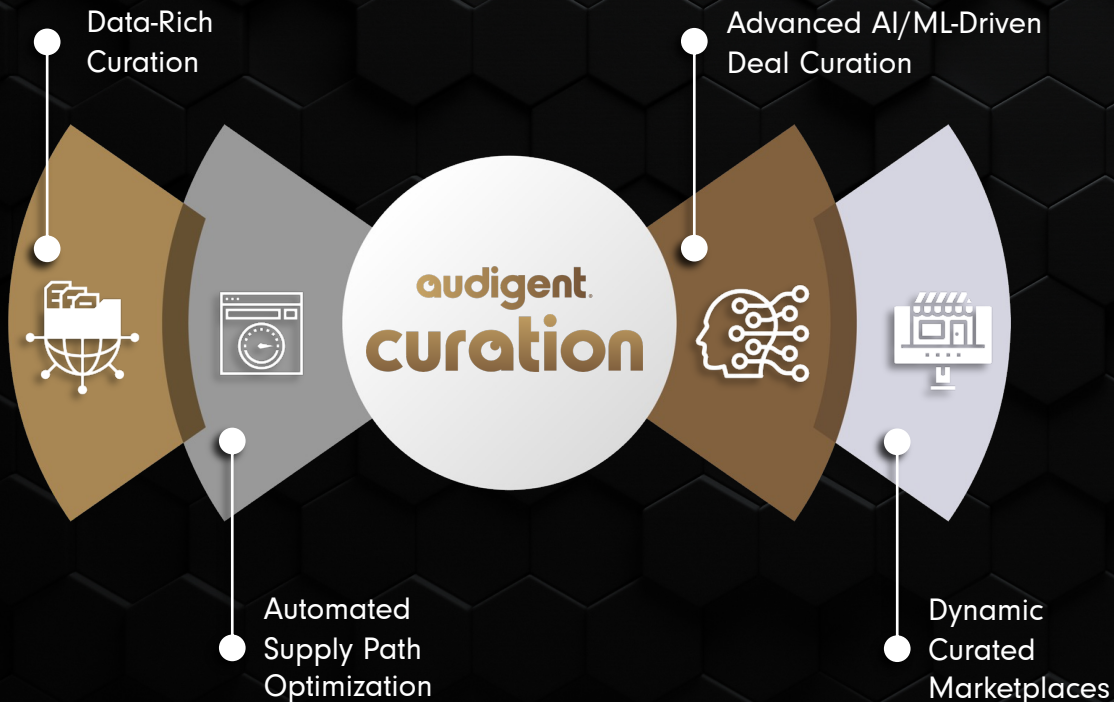 Data-Rich
Curation
Advanced AI/ML-Driven
Deal Curation
audigent.
curation
Automated
Supply Path
Optimization
Dynamic
Curated
Marketplaces